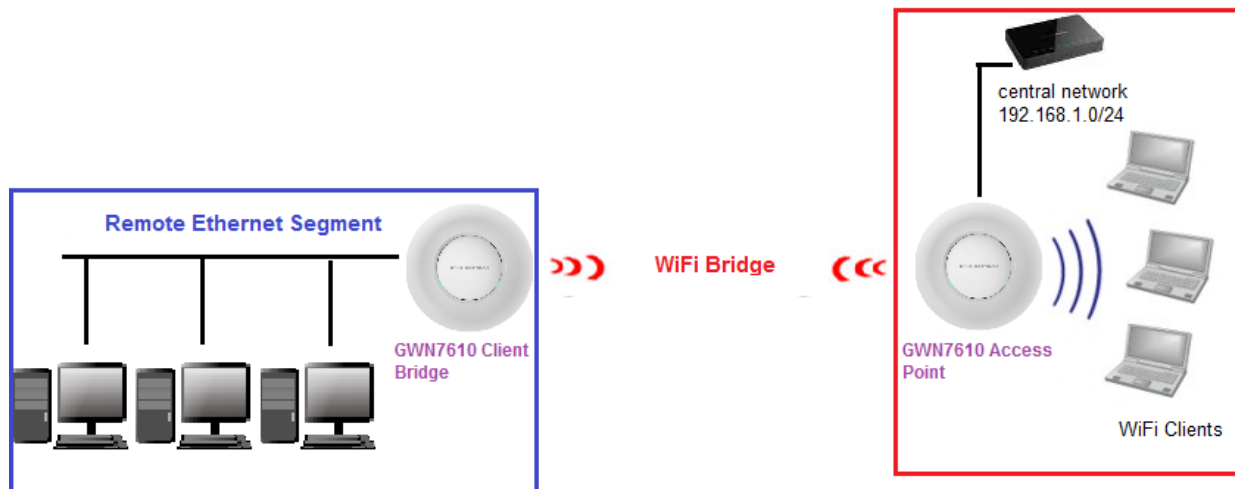 central network
192.168.1.0/24
Remote Ethernet Segment
WiFi Bridge
GWN7610 Client
Bridge
GWN7610 Access
Point
WiFi Clients